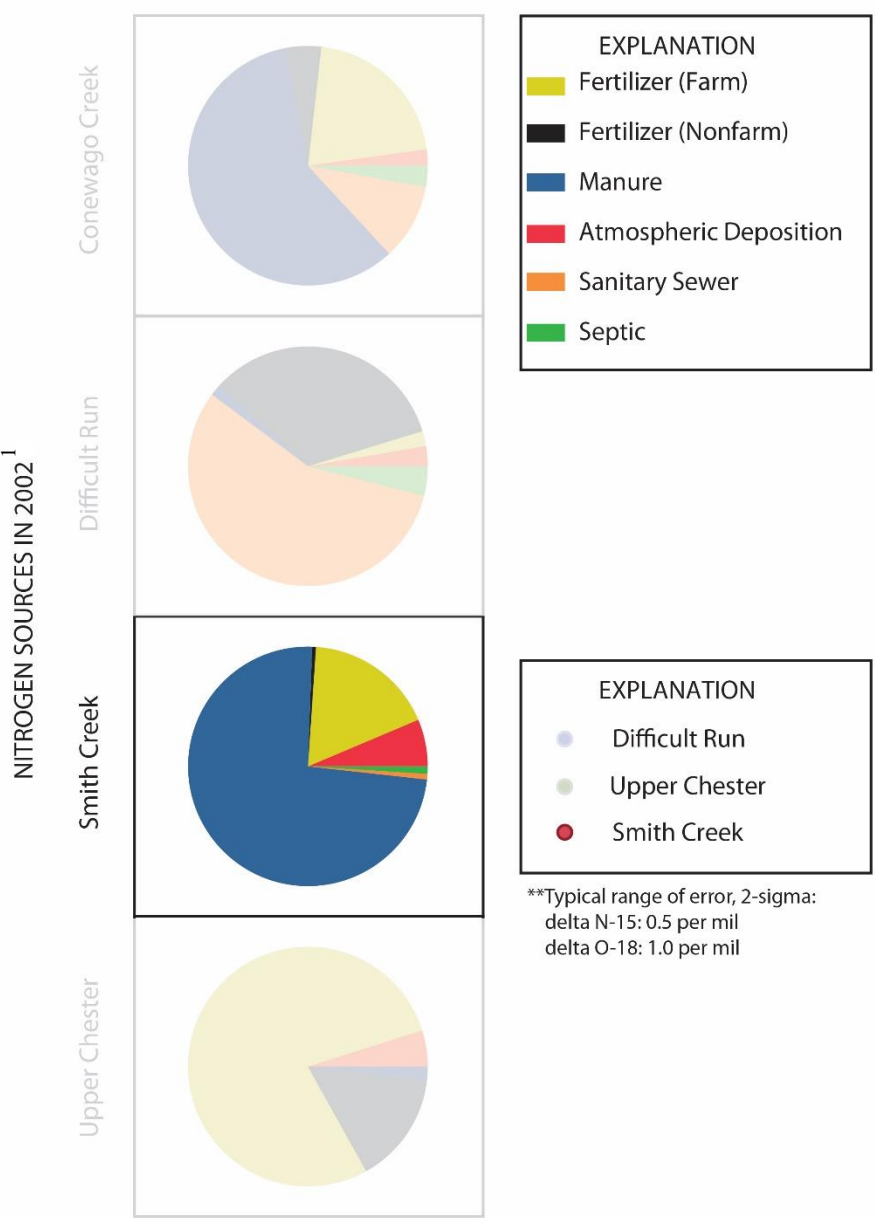 NITROGEN SOURCES IN 2002¹
Conewago Creek
Difficult Run
Smith Creek
Upper Chester
EXPLANATION
Fertilizer (Farm)
Fertilizer (Nonfarm)
Manure
Atmospheric Deposition
Sanitary Sewer
Septic
EXPLANATION
Difficult Run
Upper Chester
Smith Creek
**Typical range of error, 2-sigma:
delta N-15: 0.5 per mil
delta O-18: 1.0 per mil